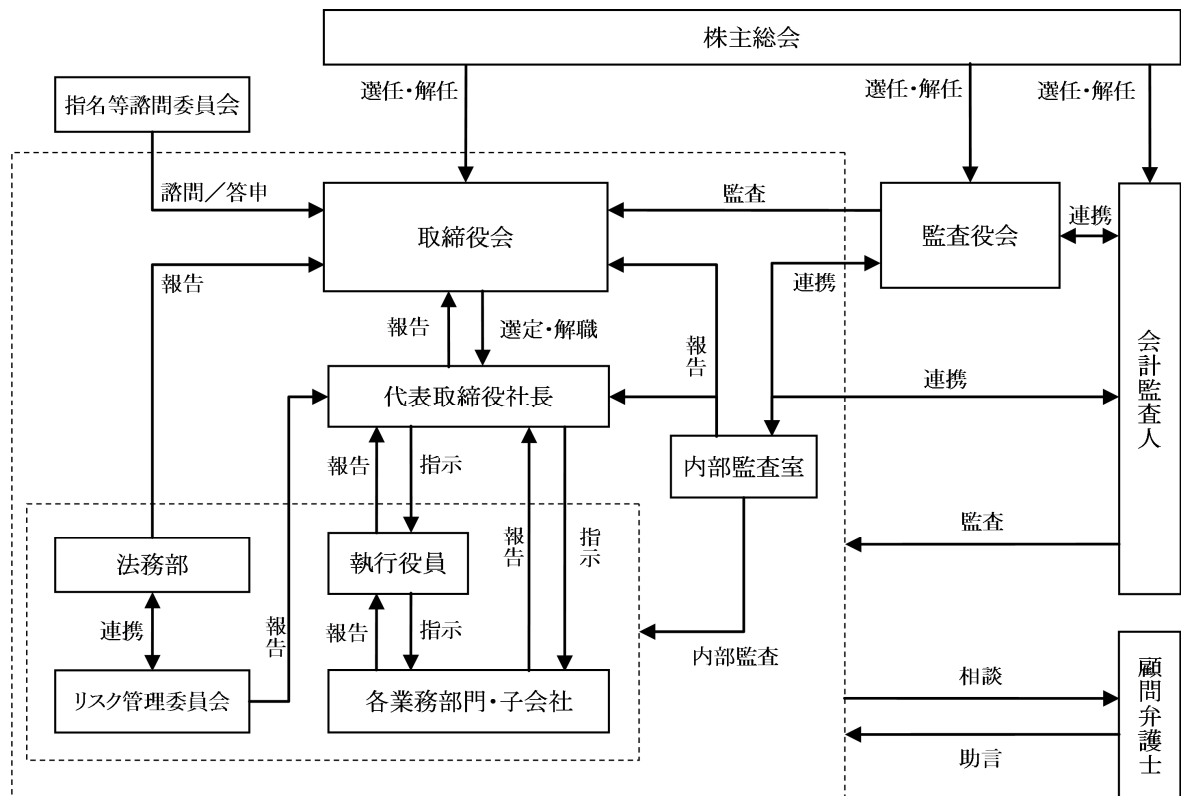 株主総会
選任・解任
選任・解任
選任・解任
指名等諮問委員会
諮問／答申
取締役会
監査
監査役会
連携
報告
連携
報告
選定・解職
報告
会計監査人
代表取締役社長
連携
内部監査室
報告
指示
報告
指示
監査
法務部
執行役員
連携
報告
報告
指示
内部監査
リスク管理委員会
各業務部門・子会社
相談
助言
顧問弁護士